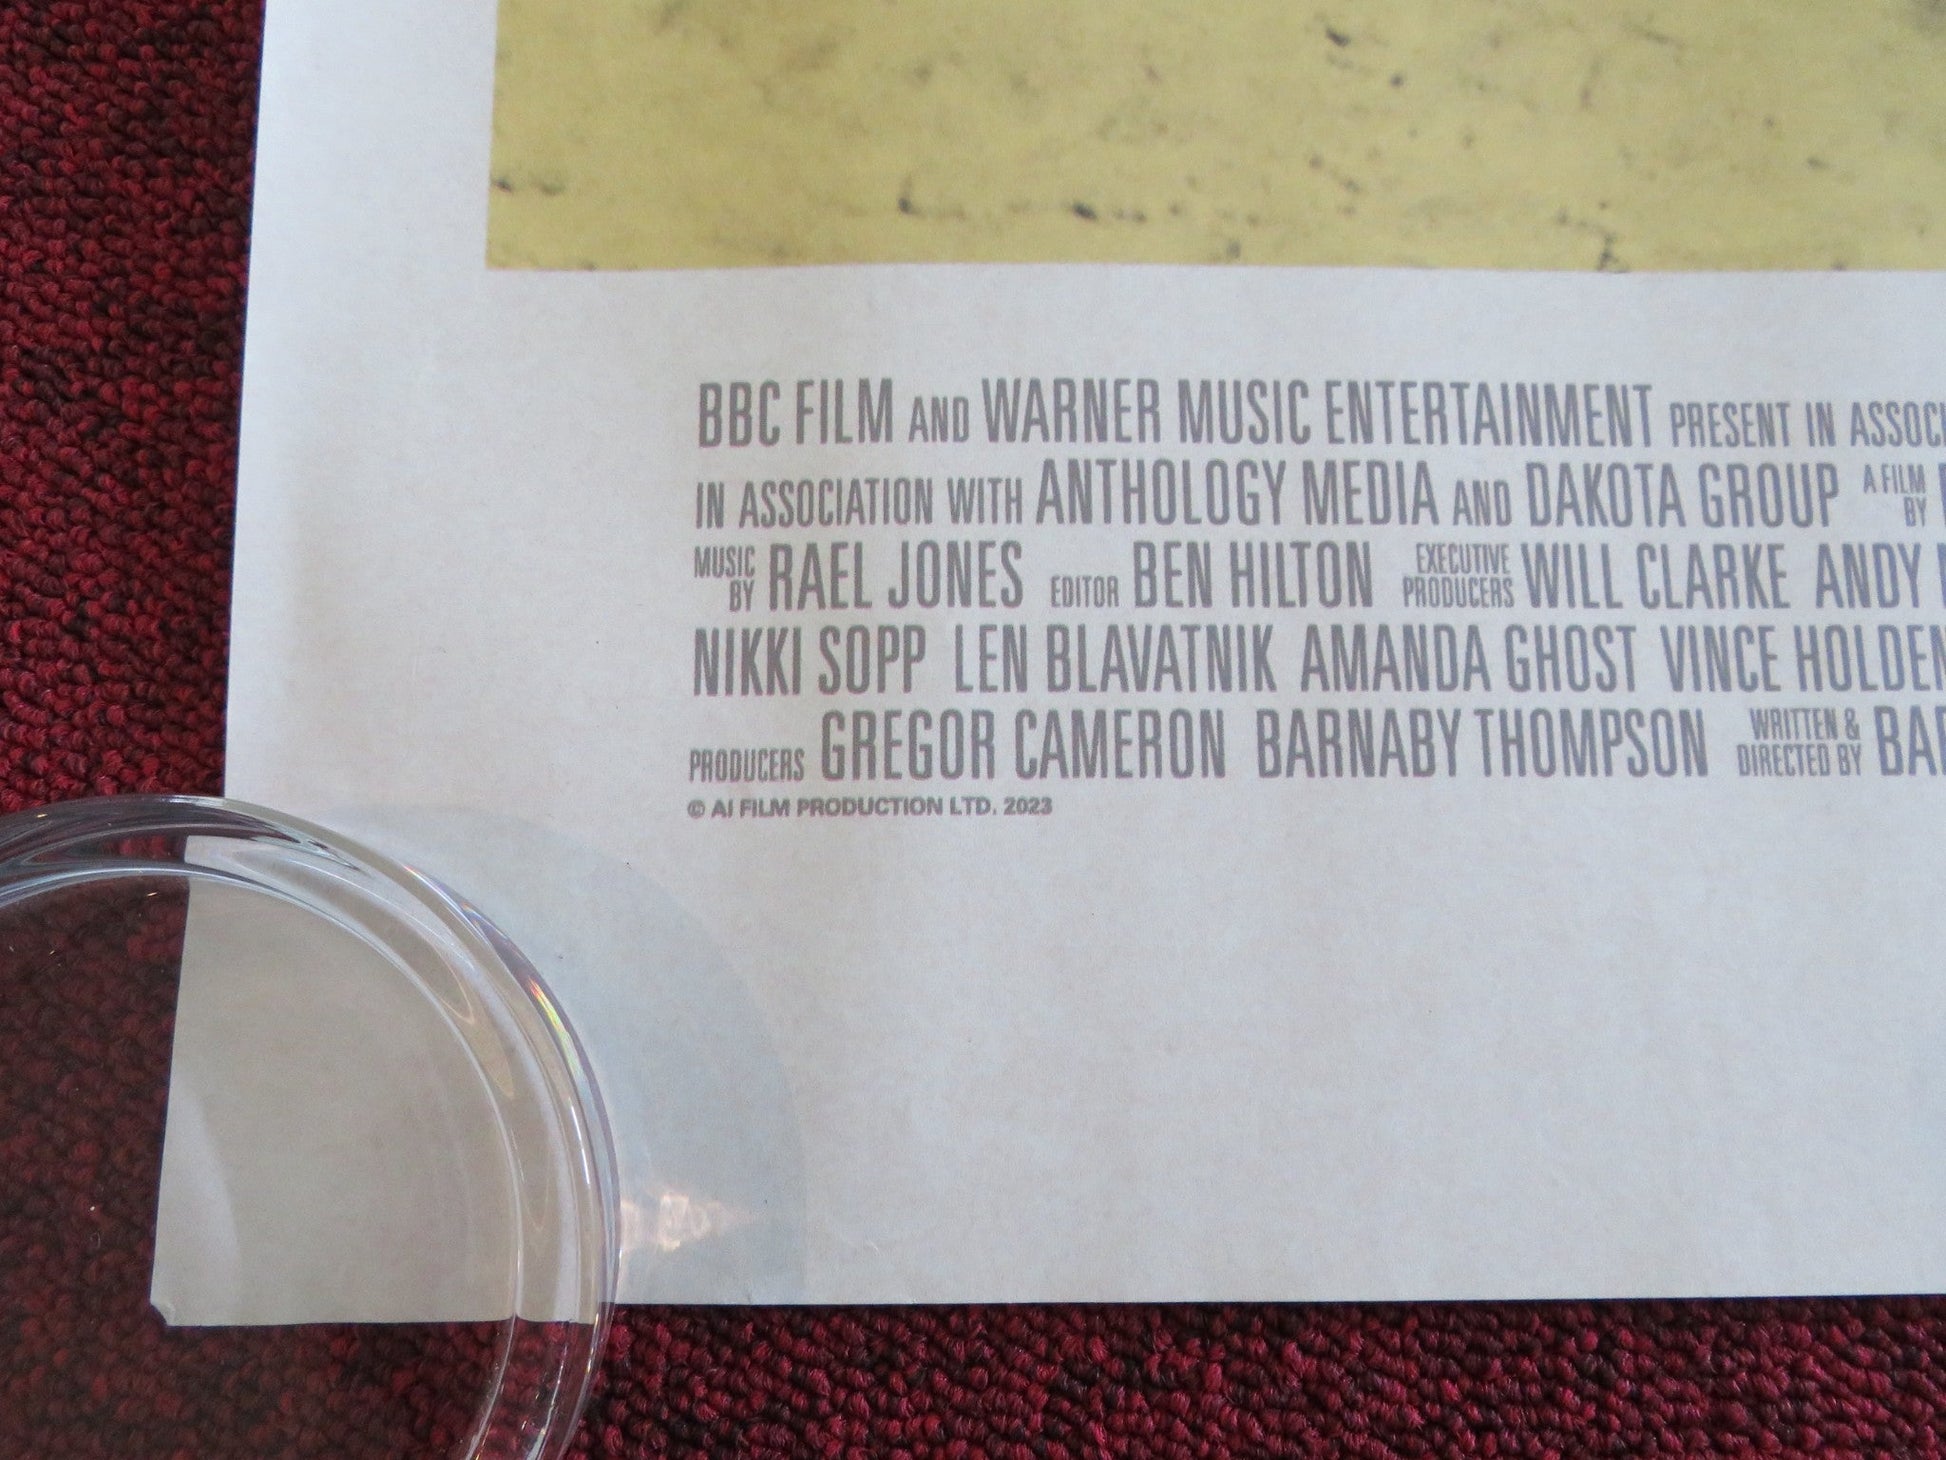 BBC FILM AND WARNER MUSIC ENTERTAINMENT PRESENT IN ASSOCI
IN ASSOCIATION WITH ANTHOLOGY MEDIA AND DAKOTA GROUP A FILM BY
MUSIC BY RAEL JONES EDITOR BEN HILTON EXECUTIVE PRODUCERS WILL CLARKE ANDY
NIKKI SOPP LEN BLAVATNIK AMANDA GHOST VINCE HOLDEN
PRODUCERS GREGOR CAMERON BARNABY THOMPSON WRITTEN & DIRECTED BY BAR
© AI FILM PRODUCTION LTD. 2023